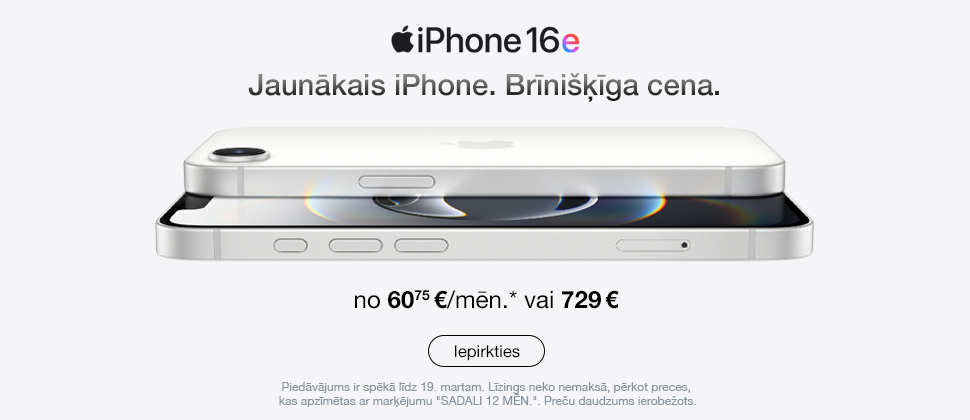 iPhone 16e
Jaunākais iPhone. Brīnišķīga cena.
no 60⁷⁵ €/mēn.* vai 729 €
Iepirkties
Piedāvājums ir spēkā līdz 19. martam. Līzings neko nemaksā, pērkot preces,
kas apzīmētas ar marķējumu "SADALI 12 MĒN.". Preču daudzums ierobežots.